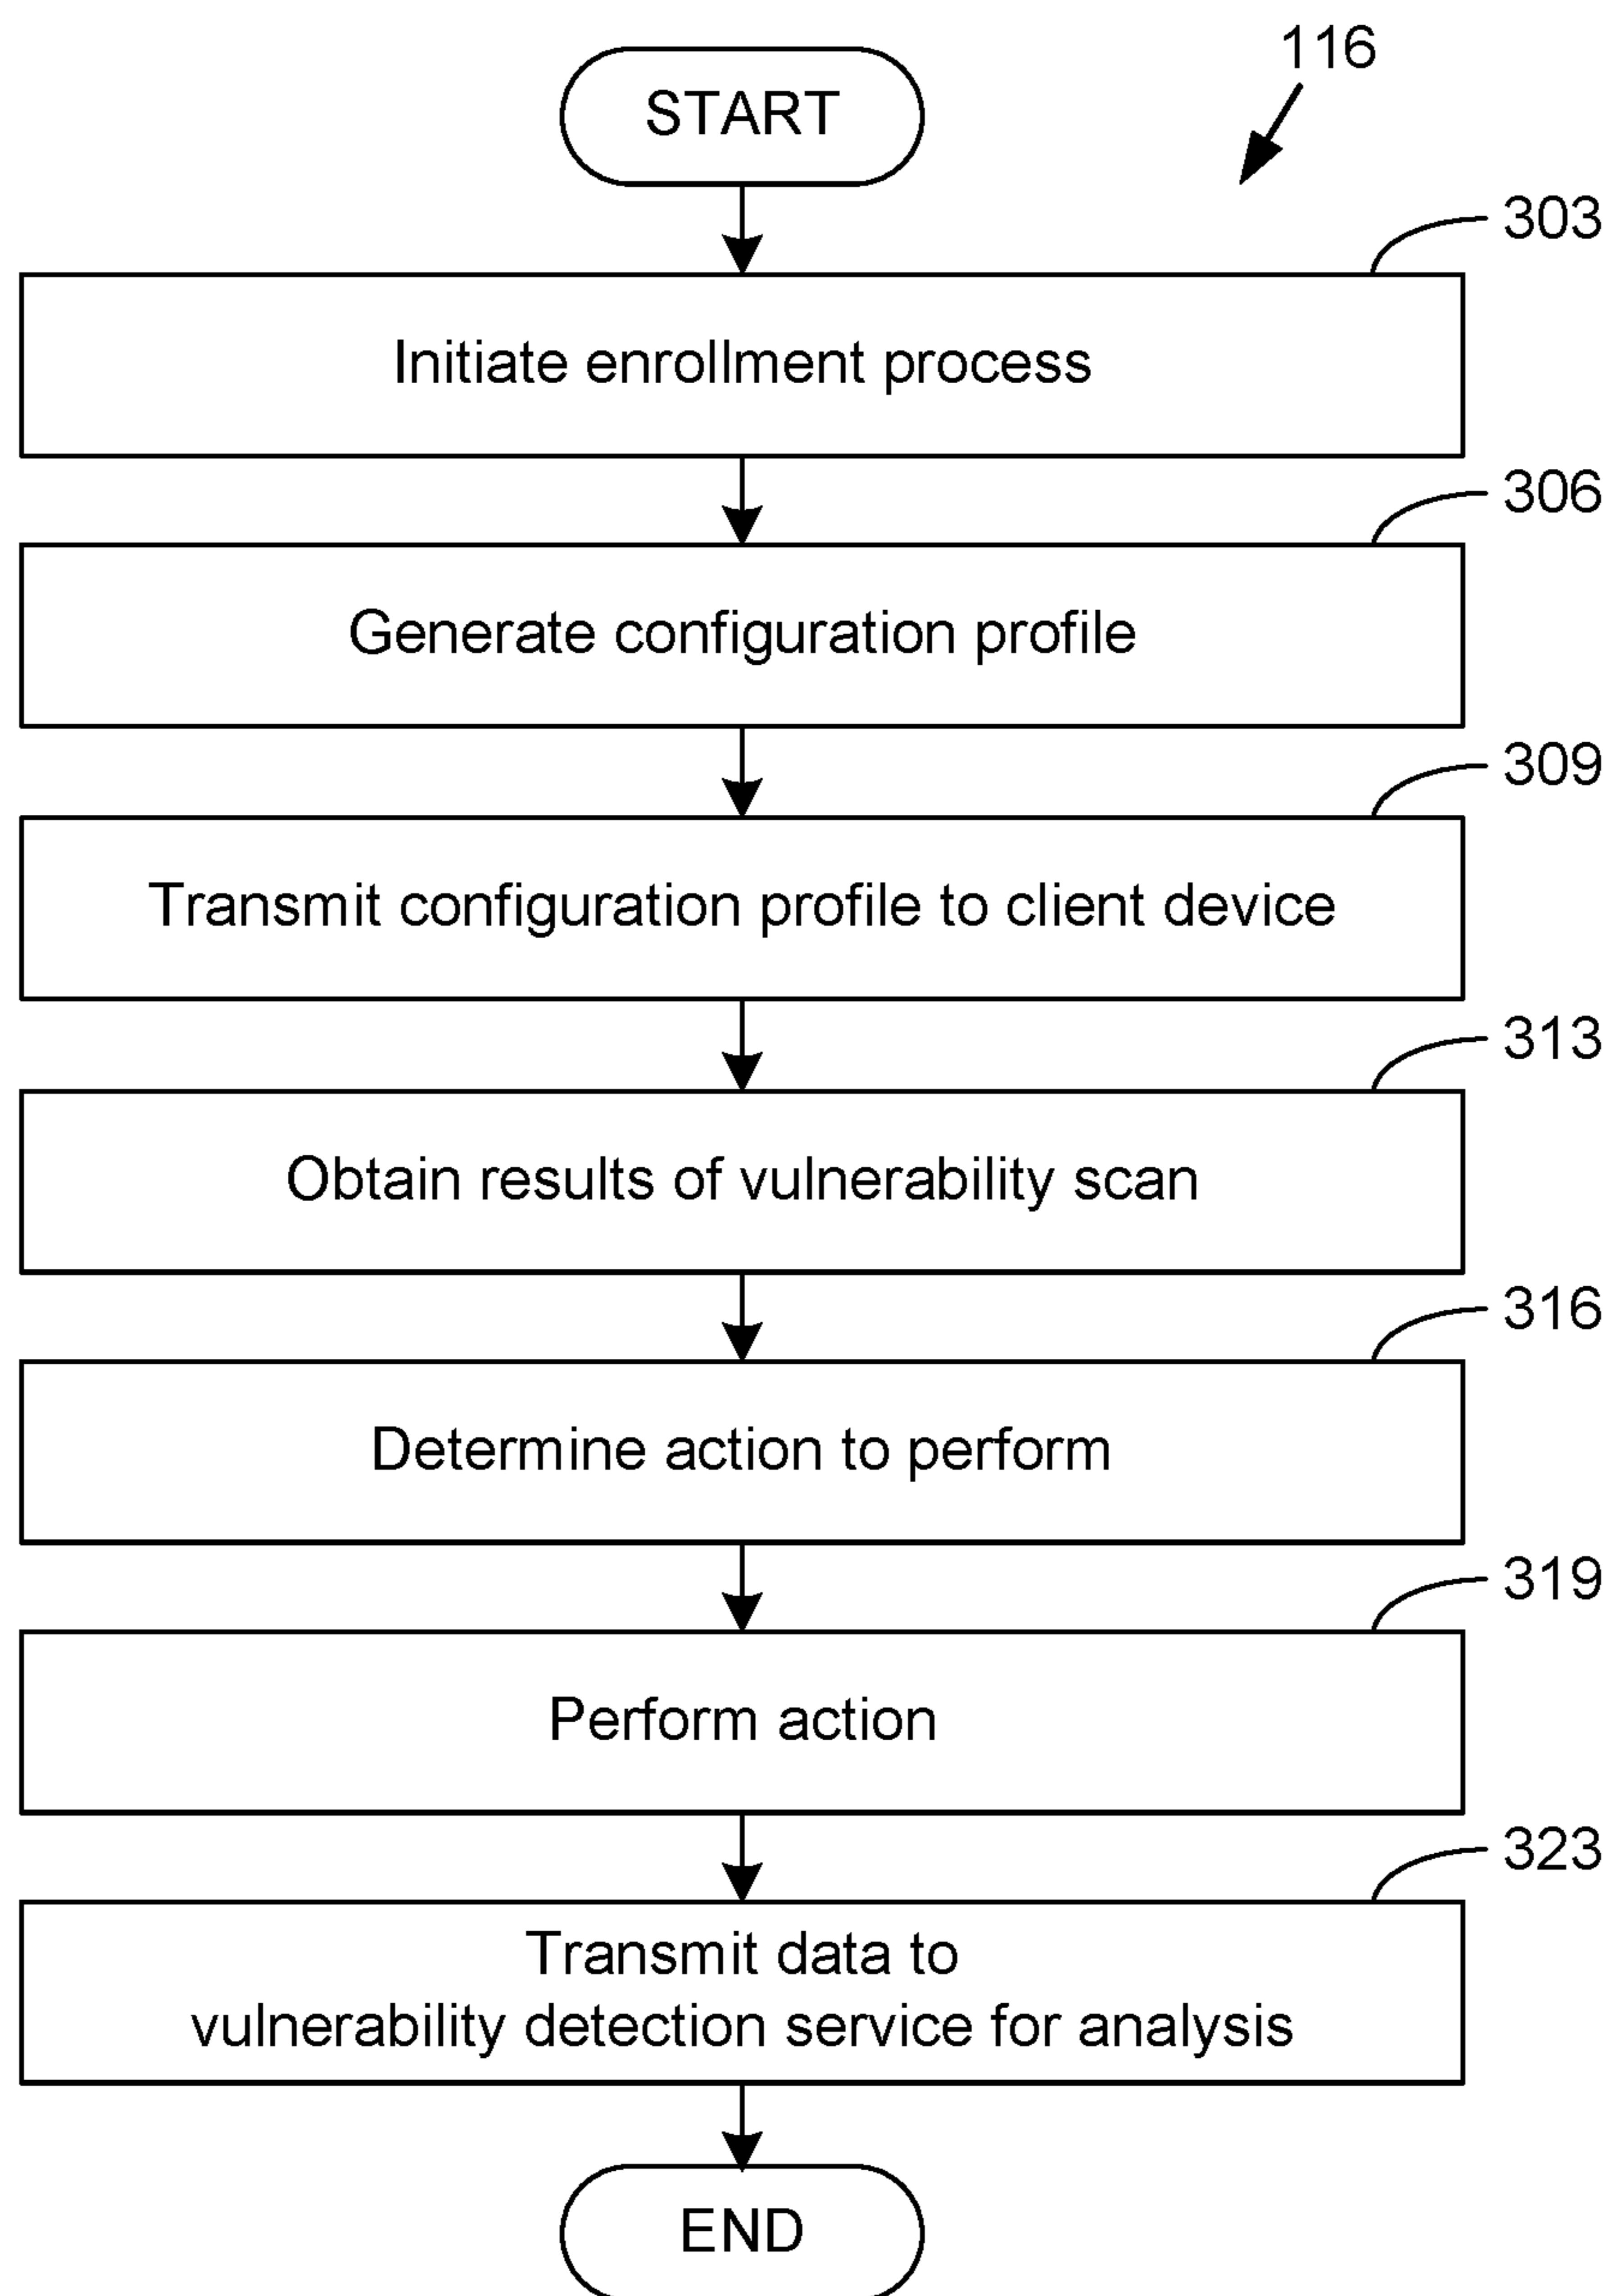 116
START
303
Initiate enrollment process
306
Generate configuration profile
309
Transmit configuration profile to client device
313
Obtain results of vulnerability scan
316
Determine action to perform
319
Perform action
323
Transmit data to
vulnerability detection service for analysis
END